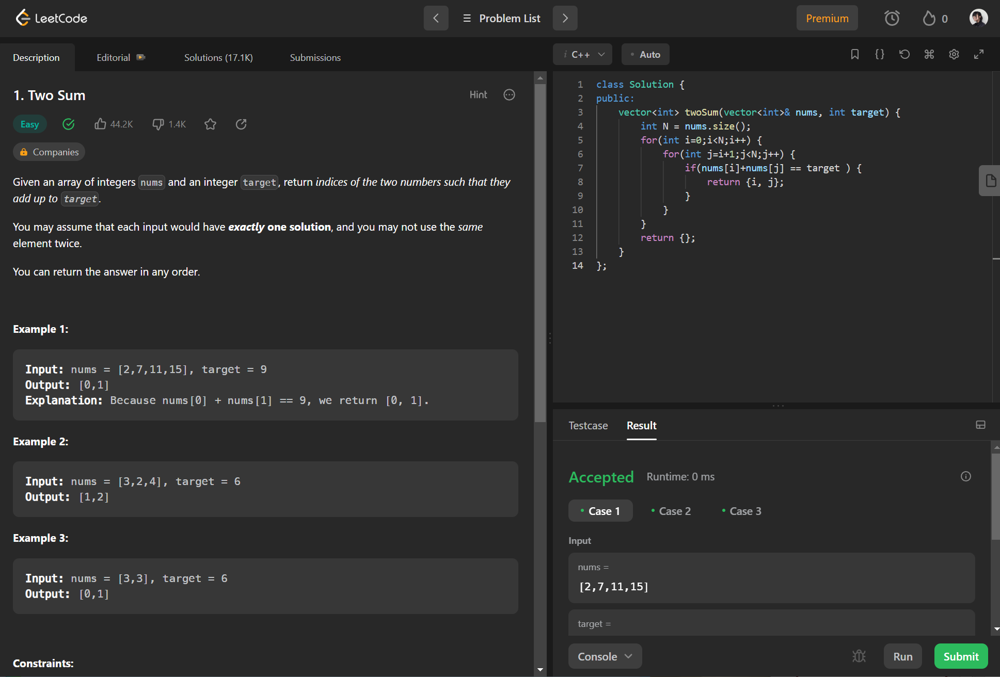 LeetCode
Problem List
Premium
0
Description
Editorial
Solutions (17.1K)
Submissions
1. Two Sum
Hint
Easy
44.2K
1.4K
Companies
Given an array of integers nums and an integer target, return indices of the two numbers such that they
add up to target.
You may assume that each input would have exactly one solution, and you may not use the same
element twice.
You can return the answer in any order.
Example 1:
Input: nums = [2,7,11,15], target = 9
Output: [0,1]
Explanation: Because nums[0] + nums[1] == 9, we return [0, 1].
Example 2:
Input: nums = [3,2,4], target = 6
Output: [1,2]
Example 3:
Input: nums = [3,3], target = 6
Output: [0,1]
Constraints:
i C++
• Auto
1 class Solution {
2 public:
3 vector<int> twoSum(vector<int>& nums, int target) {
4 int N = nums.size();
5 for(int i=0;i<N;i++) {
6 for(int j=i+1;j<N;j++) {
7 if(nums[i]+nums[j] == target ) {
8 return {i, j};
9 }
10 }
11 }
12 return {};
13 }
14 };
Testcase
Result
Accepted
Runtime: 0 ms
• Case 1
• Case 2
• Case 3
Input
nums =
[2,7,11,15]
target =
Console
Run
Submit